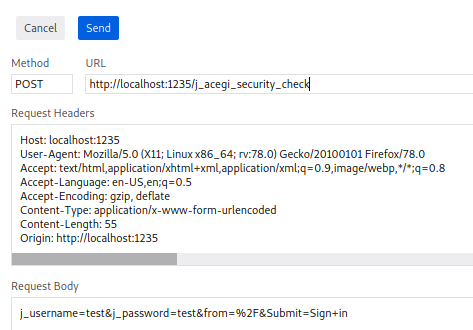 Cancel Send
Method URL
POST http://localhost:1235/j_acegi_security_check
Request Headers
Host: localhost:1235
User-Agent: Mozilla/5.0 (X11; Linux x86_64; rv:78.0) Gecko/20100101 Firefox/78.0
Accept: text/html,application/xhtml+xml,application/xml;q=0.9,image/webp,*/*;q=0.8
Accept-Language: en-US,en;q=0.5
Accept-Encoding: gzip, deflate
Content-Type: application/x-www-form-urlencoded
Content-Length: 55
Origin: http://localhost:1235
Request Body
j_username=test&j_password=test&from=%2F&Submit=Sign+in